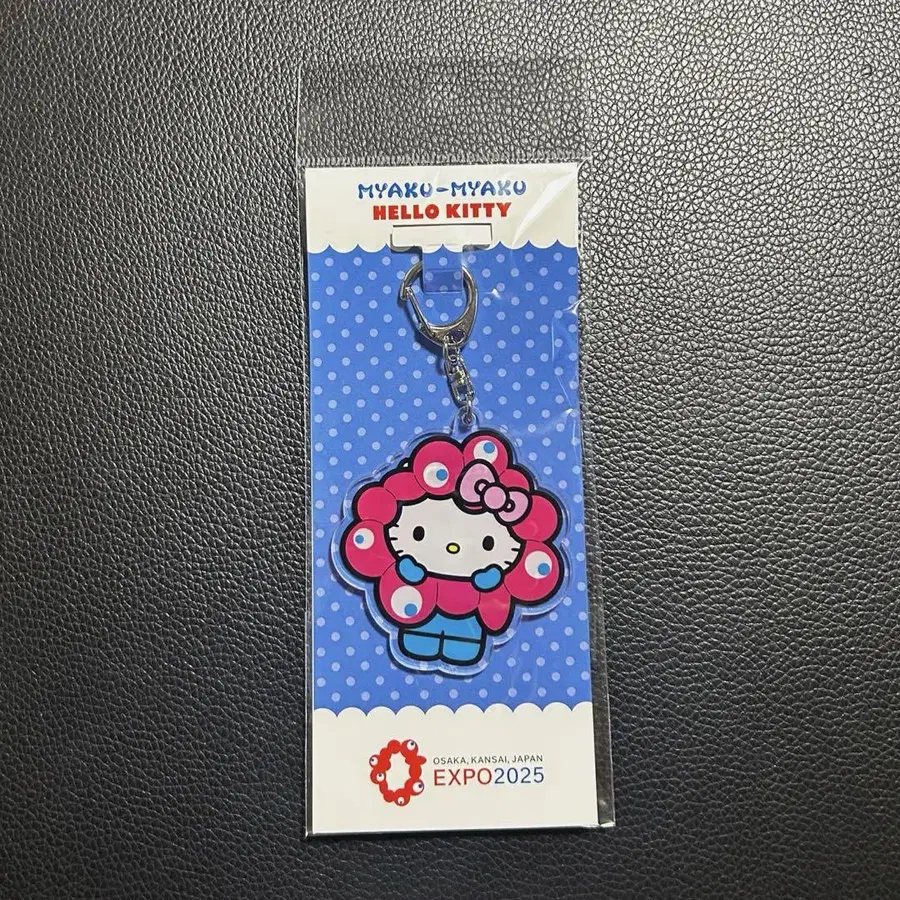 MYAKU-MYAKU
HELLO KITTY
OSAKA, KANSAI, JAPAN
EXPO2025